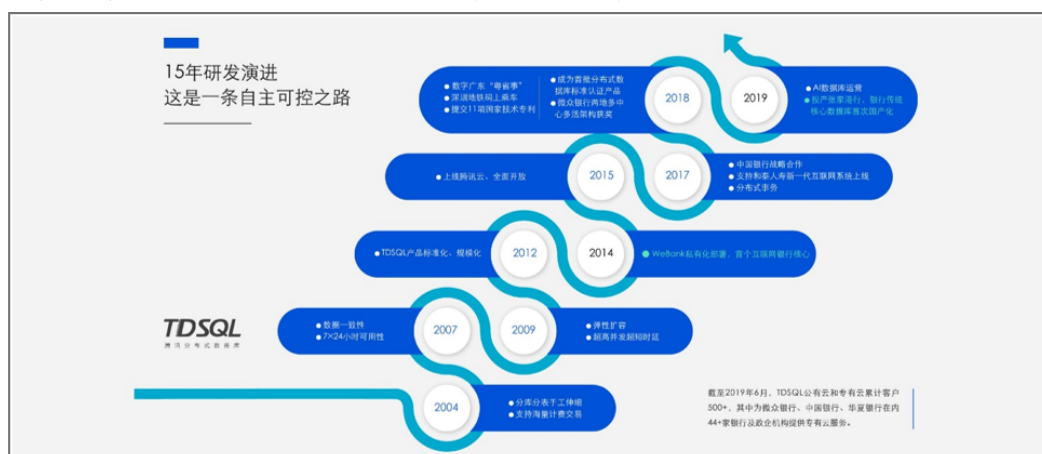 15年研发演进
这是一条自主可控之路
数字广东“粤省事”
深圳地铁码上乘车
提交11项国家技术专利
成为首批分布式数
据库标准认证产品
微众银行两地多中
心多活架构获奖
2018
2019
AI数据库运营
投产张家港行，银行传统
核心数据库首次国产化
上线腾讯云、全面开放
2015
2017
中国银行战略合作
支持和泰人寿新一代互联网系统上线
分布式事务
TDSQL产品标准化、规模化
2012
2014
WeBank私有化部署，首个互联网银行核心
TDSQL
腾讯分布式数据库
数据一致性
7×24小时可用性
2007
2009
弹性扩容
超高并发超短时延
2004
分库分表手工伸缩
支持海量计费交易
截至2019年6月，TDSQL公有云和专有云累计客户
500+，其中为微众银行、中国银行、华夏银行在内
44+家银行及政企机构提供专有云服务。